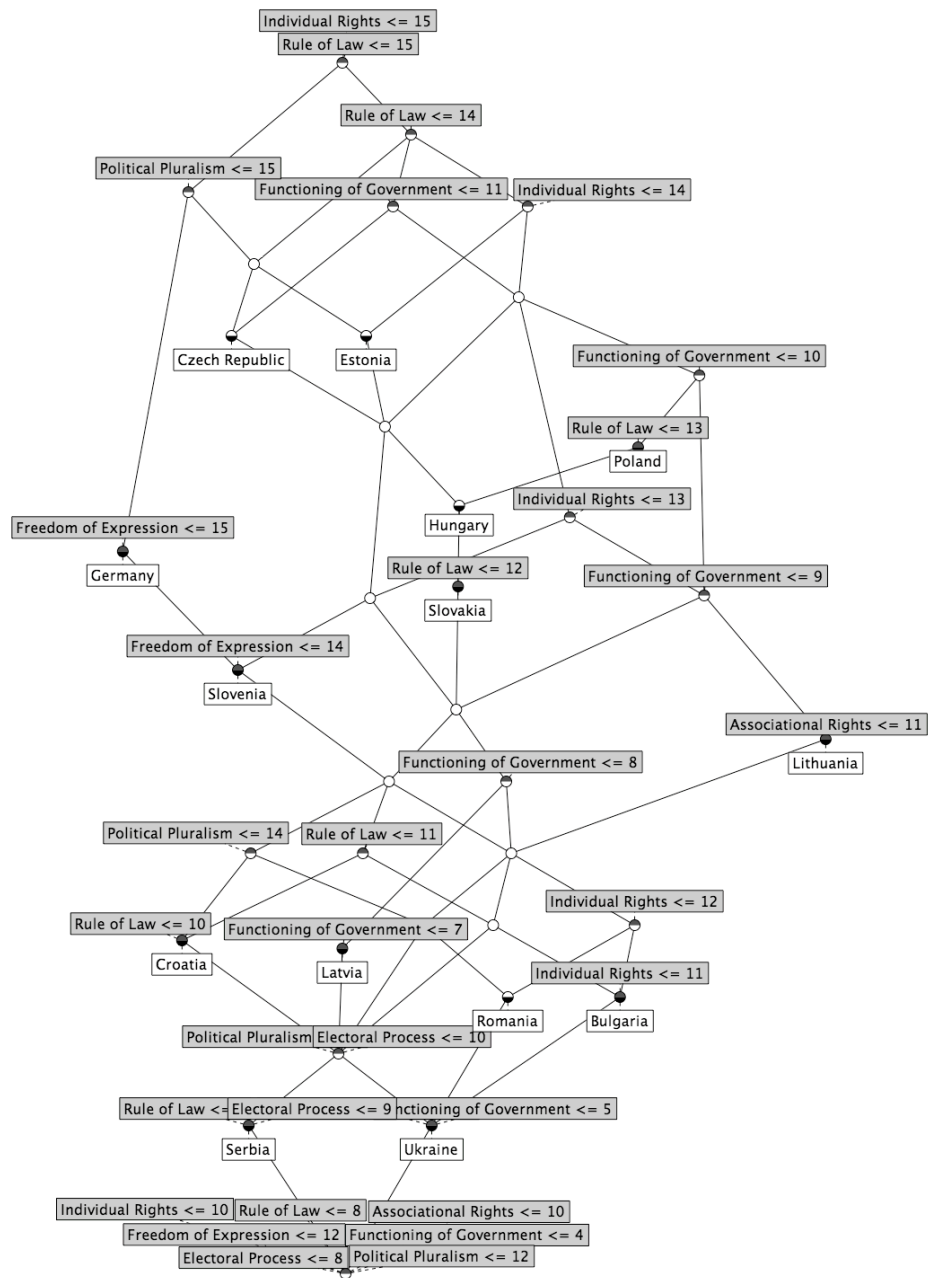 Individual Rights <= 15
Rule of Law <= 15
Rule of Law <= 14
Political Pluralism <= 15
Functioning of Government <= 11
Individual Rights <= 14
Czech Republic
Estonia
Functioning of Government <= 10
Rule of Law <= 13
Poland
Individual Rights <= 13
Hungary
Freedom of Expression <= 15
Germany
Rule of Law <= 12
Slovakia
Functioning of Government <= 9
Freedom of Expression <= 14
Slovenia
Associational Rights <= 11
Lithuania
Functioning of Government <= 8
Political Pluralism <= 14
Rule of Law <= 11
Individual Rights <= 12
Rule of Law <= 10
Functioning of Government <= 7
Croatia
Latvia
Individual Rights <= 11
Romania
Bulgaria
Political Pluralism
Electoral Process <= 10
Rule of Law <=
Electoral Process <= 9
nctioning of Government <= 5
Serbia
Ukraine
Individual Rights <= 10
Rule of Law <= 8
Associational Rights <= 10
Freedom of Expression <= 12
Functioning of Government <= 4
Electoral Process <= 8
Political Pluralism <= 12